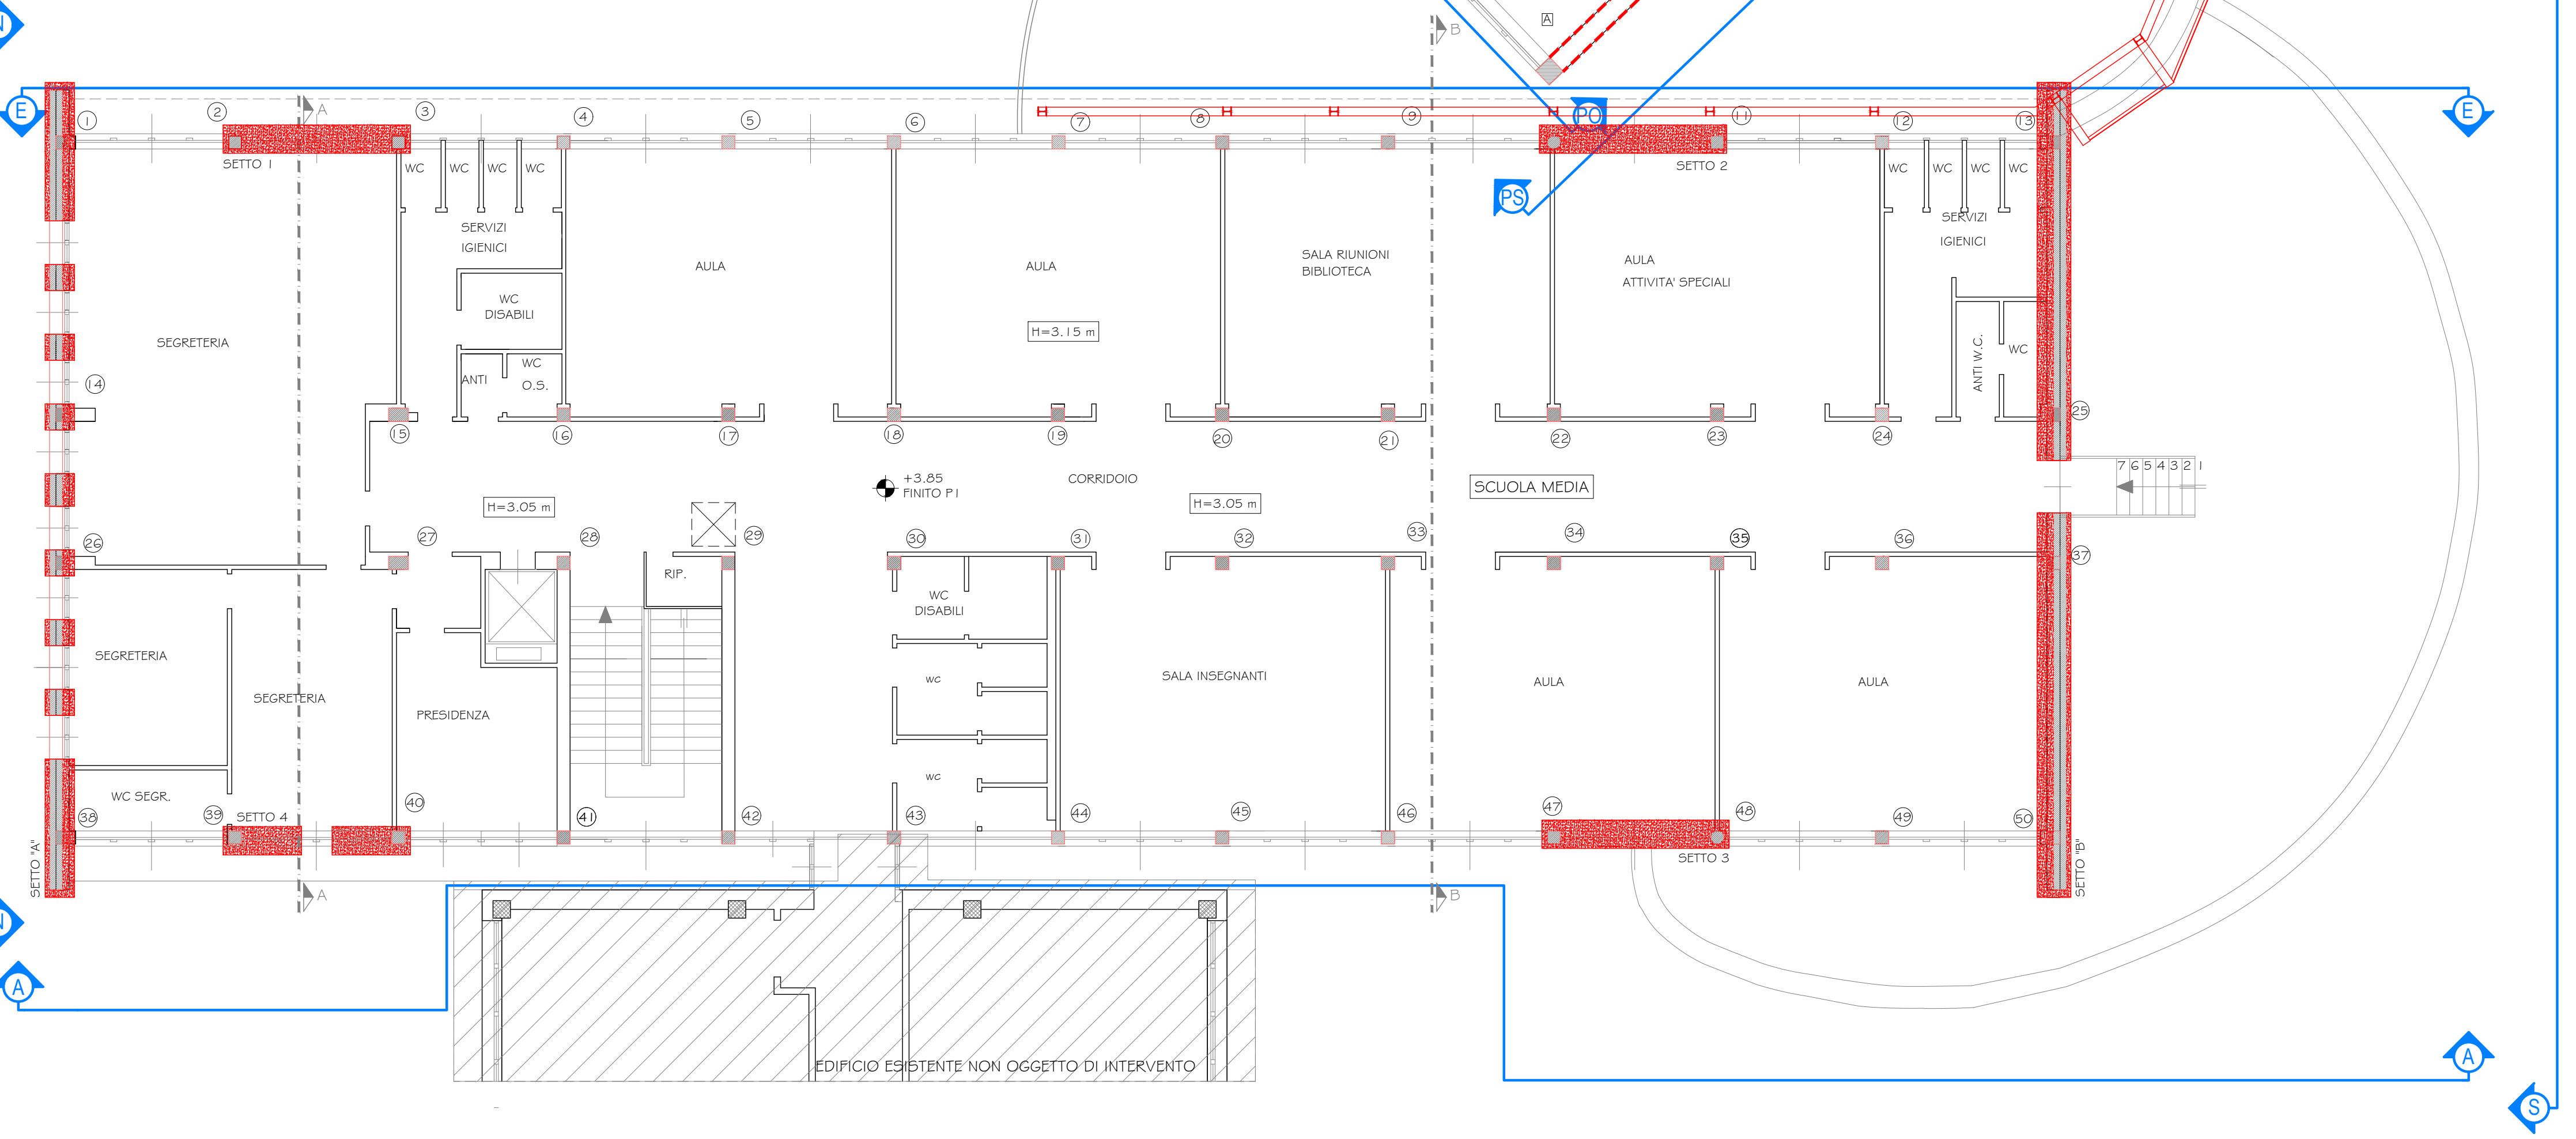 N
B
A
E
1
2
A
3
4
5
6
7
8
9
PO
11
12
13
E
SETTO 1
WC
WC
WC
WC
SETTO 2
WC
WC
WC
WC
PS
SERVIZI
IGIENICI
SERVIZI
IGIENICI
AULA
AULA
SALA RIUNIONI
BIBLIOTECA
AULA
ATTIVITA' SPECIALI
WC
DISABILI
H=3.15 m
SEGRETERIA
WC
O.S.
ANTI
ANTI W.C.
WC
14
15
16
17
18
19
20
21
22
23
24
25
+3.85
FINITO P1
CORRIDOIO
SCUOLA MEDIA
7 6 5 4 3 2 1
H=3.05 m
H=3.05 m
26
27
28
29
30
31
32
33
34
35
36
37
RIP.
WC
DISABILI
SEGRETERIA
SEGRETERIA
PRESIDENZA
WC
SALA INSEGNANTI
AULA
AULA
WC
WC SEGR.
38
39
SETTO 4
40
41
42
43
44
45
46
47
48
49
50
SETTO 3
SETTO "A"
SETTO "B"
A
B
N
A
EDIFICIO ESISTENTE NON OGGETTO DI INTERVENTO
A
S